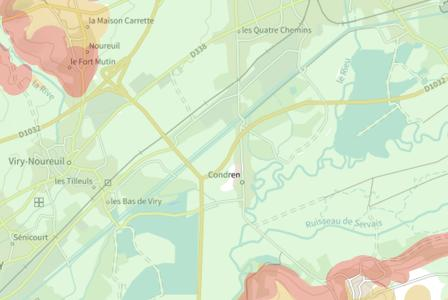 la Maison Carrette
les Quatre Chemins
Noureuil
D338
le Fort Mutin
le Rieu
la Rive
D1032
D1032
Viry-Noureuil
Condren
les Tilleuls
les Bas de Viry
Ruisseau de Servais
Sénicourt
y